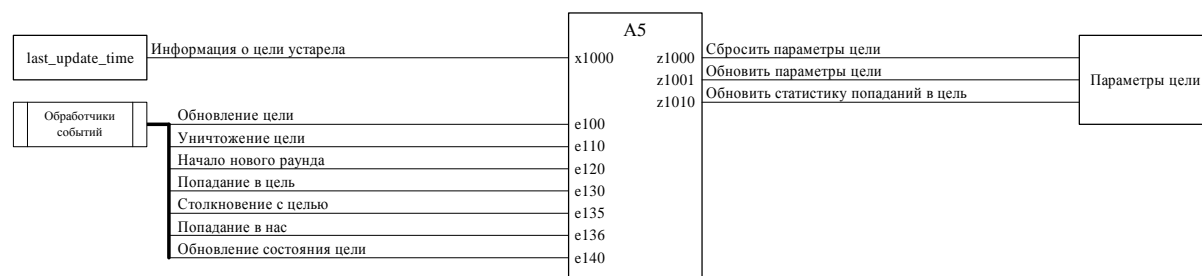 A5
last_update_time
Информация о цели устарела
x1000
z1000
Сбросить параметры цели
z1001
Обновить параметры цели
z1010
Обновить статистику попаданий в цель
Параметры цели
Обработчики
событий
Обновление цели
e100
Уничтожение цели
e110
Начало нового раунда
e120
Попадание в цель
e130
Столкновение с целью
e135
Попадание в нас
e136
Обновление состояния цели
e140